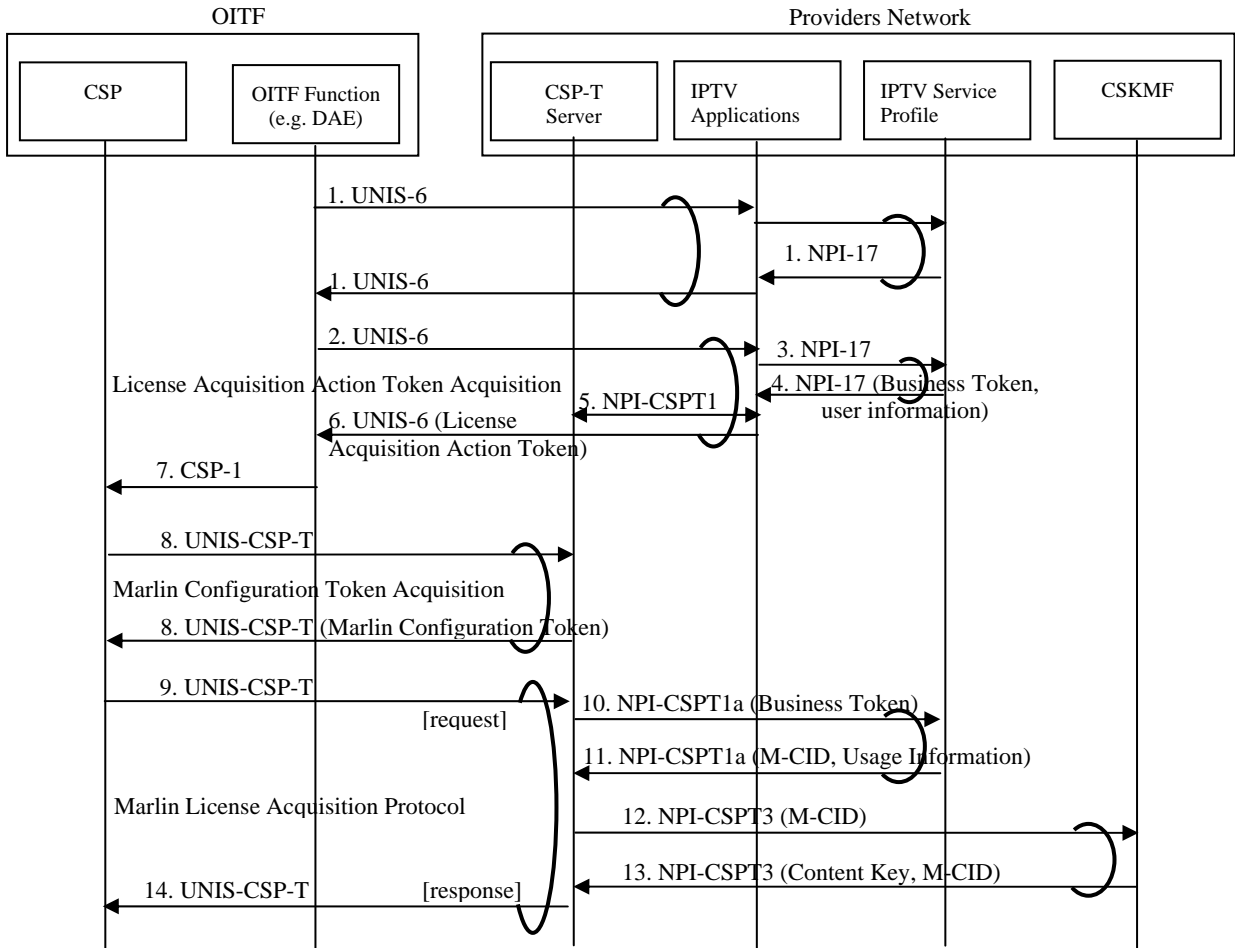 OITF
Providers Network
CSP
OITF Function
(e.g. DAE)
CSP-T
Server
IPTV
Applications
IPTV Service
Profile
CSKMF
1. UNIS-6
1. NPI-17
1. UNIS-6
2. UNIS-6
3. NPI-17
License Acquisition Action Token Acquisition
4. NPI-17 (Business Token,
user information)
5. NPI-CSPT1
6. UNIS-6 (License
Acquisition Action Token)
7. CSP-1
8. UNIS-CSP-T
Marlin Configuration Token Acquisition
8. UNIS-CSP-T (Marlin Configuration Token)
9. UNIS-CSP-T
[request]
10. NPI-CSPT1a (Business Token)
11. NPI-CSPT1a (M-CID, Usage Information)
Marlin License Acquisition Protocol
12. NPI-CSPT3 (M-CID)
13. NPI-CSPT3 (Content Key, M-CID)
14. UNIS-CSP-T
[response]